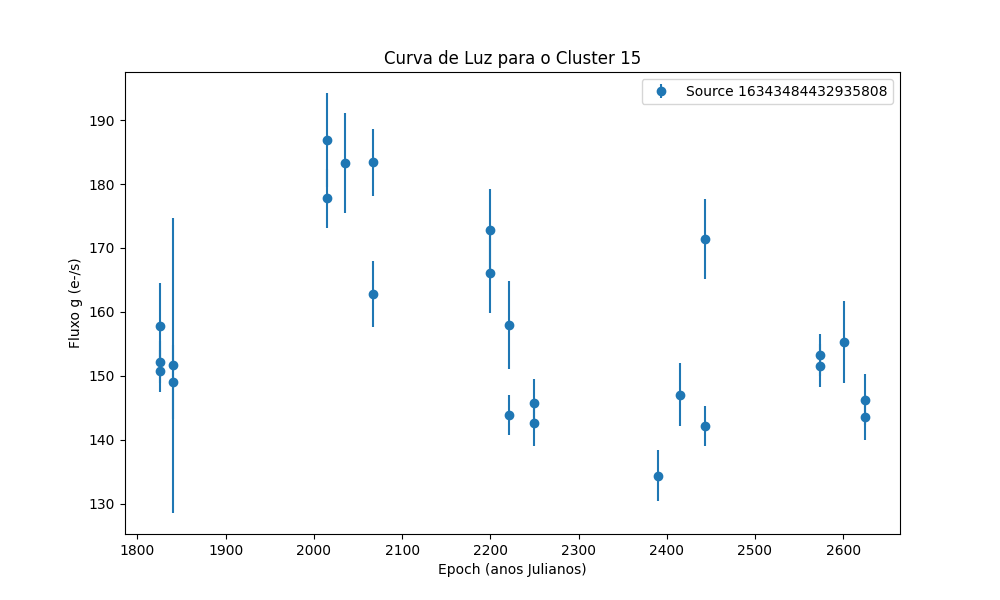 Curva de Luz para o Cluster 15
Source 16343484432935808
Fluxo g (e-/s)
190
180
170
160
150
140
130
1800 1900 2000 2100 2200 2300 2400 2500 2600
Epoch (anos Julianos)